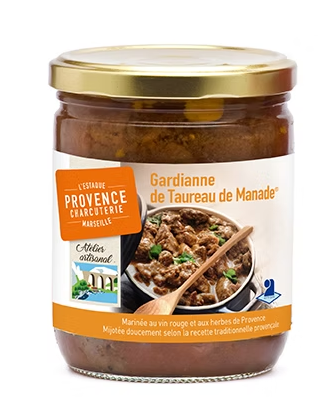 L'ESTAQUE
PROVENCE
CHARCUTERIE
MARSEILLE
Atelier
artisanal
Gardianne
de Taureau de Manade©
Marinée au vin rouge et aux herbes de Provence
Mijotée doucement selon la recette traditionnelle provençale